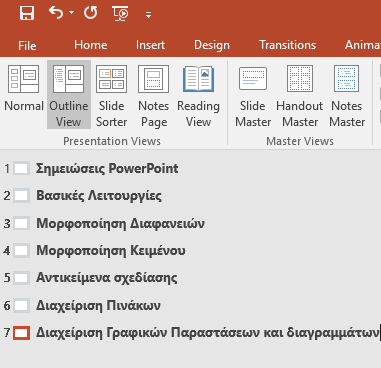 File Home Insert Design Transitions Anima
Normal Outline View Slide Sorter Notes Page Reading View Slide Master Handout Master Notes Master
Presentation Views Master Views
1 Σημειώσεις PowerPoint
2 Βασικές Λειτουργίες
3 Μορφοποίηση Διαφανειών
4 Μορφοποίηση Κειμένου
5 Αντικείμενα σχεδίασης
6 Διαχείριση Πινάκων
7 Διαχείριση Γραφικών Παραστάσεων και διαγραμμάτων